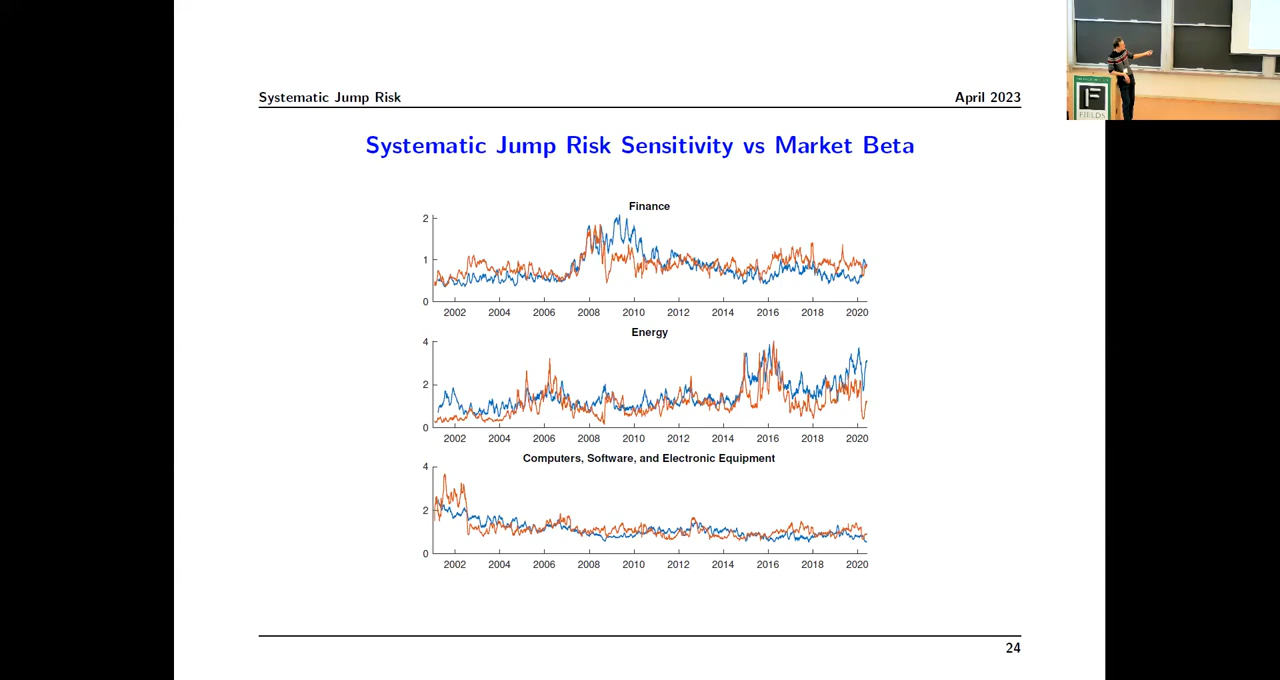 Systematic Jump Risk April 2023
Systematic Jump Risk Sensitivity vs Market Beta
Finance
2
1
0
2002 2004 2006 2008 2010 2012 2014 2016 2018 2020
Energy
4
2
0
2002 2004 2006 2008 2010 2012 2014 2016 2018 2020
Computers, Software, and Electronic Equipment
4
2
0
2002 2004 2006 2008 2010 2012 2014 2016 2018 2020
24
F
FIELDS